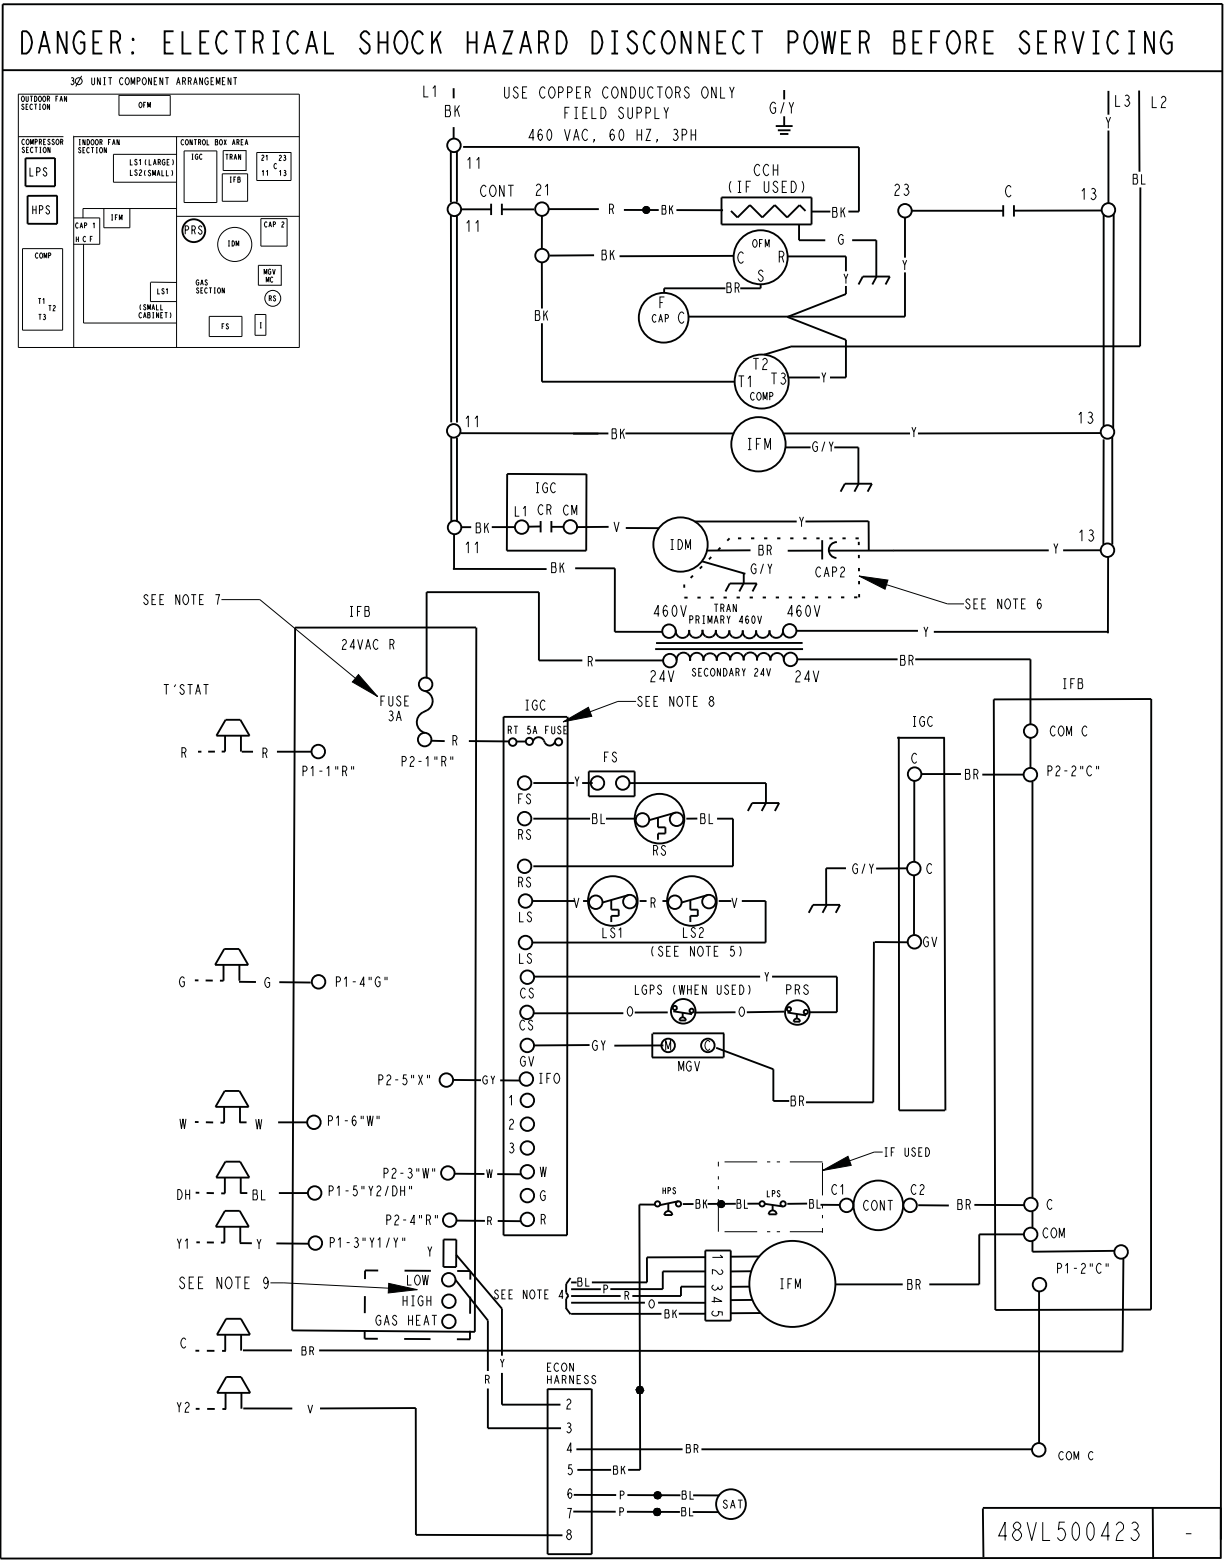 DANGER: ELECTRICAL SHOCK HAZARD DISCONNECT POWER BEFORE SERVICING
3Ø UNIT COMPONENT ARRANGEMENT
OUTDOOR FAN
SECTION
OFM
COMPRESSOR
SECTION
INDOOR FAN
SECTION
CONTROL BOX AREA
LS1(LARGE)
LS2(SMALL)
IGC
TRAN
IFB
21 23
C
11 13
LPS
HPS
CAP 1
H C F
IFM
PRS
IDM
CAP 2
COMP
T1
T2
T3
LS1
(SMALL
CABINET)
GAS
SECTION
MGV
MC
RS
FS
I
L1
BK
USE COPPER CONDUCTORS ONLY
FIELD SUPPLY
460 VAC, 60 HZ, 3PH
G/Y
L3
L2
Y
BL
11
11
CONT
21
R
BK
CCH
(IF USED)
BK
23
C
13
G
BK
OFM
C
R
S
Y
Y
BR
F
CAP C
BK
T2
T1
T3
COMP
Y
11
BK
IFM
Y
13
G/Y
IGC
L1 CR CM
BK
V
11
IDM
Y
BR
CAP2
G/Y
Y
13
BK
SEE NOTE 6
SEE NOTE 7
IFB
24VAC R
460V
TRAN
PRIMARY 460V
460V
Y
R
24V
SECONDARY 24V
24V
BR
IFB
T'STAT
FUSE
3A
IGC
SEE NOTE 8
RT 5A FUSE
IGC
COM C
R
R
P1-1"R"
P2-1"R"
R
FS
C
BR
P2-2"C"
Y
FS
BL
BL
RS
RS
RS
G/Y
C
V
R
V
LS
LS1
LS2
(SEE NOTE 5)
LS
GV
G
G
P1-4"G"
Y
CS
LGPS (WHEN USED)
PRS
O
O
CS
GY
M
C
GV
MGV
BR
P2-5"X"
GY
IFO
1
2
3
W
W
P1-6"W"
P2-3"W"
W
W
IF USED
DH
BL
P1-5"Y2/DH"
G
HPS
BK
BL
LPS
BL
C1
CONT
C2
BR
C
P2-4"R"
R
R
Y1
Y
P1-3"Y1/Y"
Y
COM
P1-2"C"
SEE NOTE 9
LOW
HIGH
GAS HEAT
SEE NOTE 4
BL
P
R
O
BK
1
2
3
4
5
IFM
BR
C
BR
Y
R
ECON
HARNESS
Y2
V
2
3
4
BR
COM C
5
BK
6
P
BL
SAT
7
P
BL
8
48VL500423
-